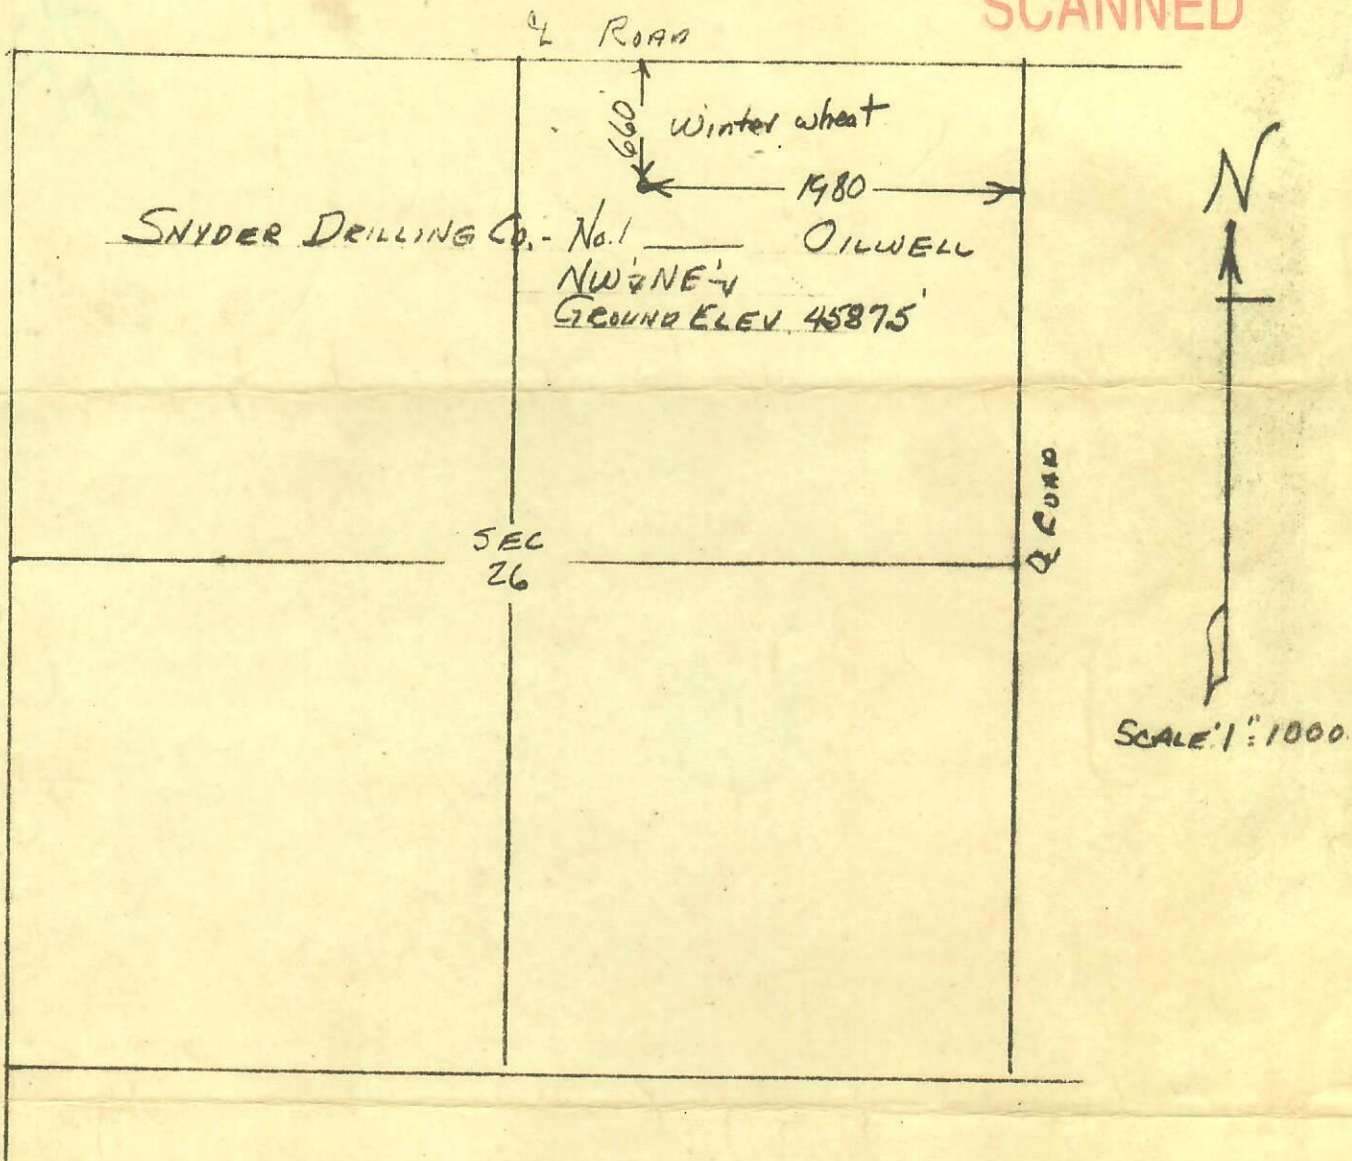 SCANNED
℄ ROAD
660
Winter wheat
1980
N
SNYDER DRILLING CO. - No. 1 ______ OILWELL
NW¼NE¼
GROUND ELEV. 4587.5'
℄ ROAD
SEC
26
SCALE 1" = 1000